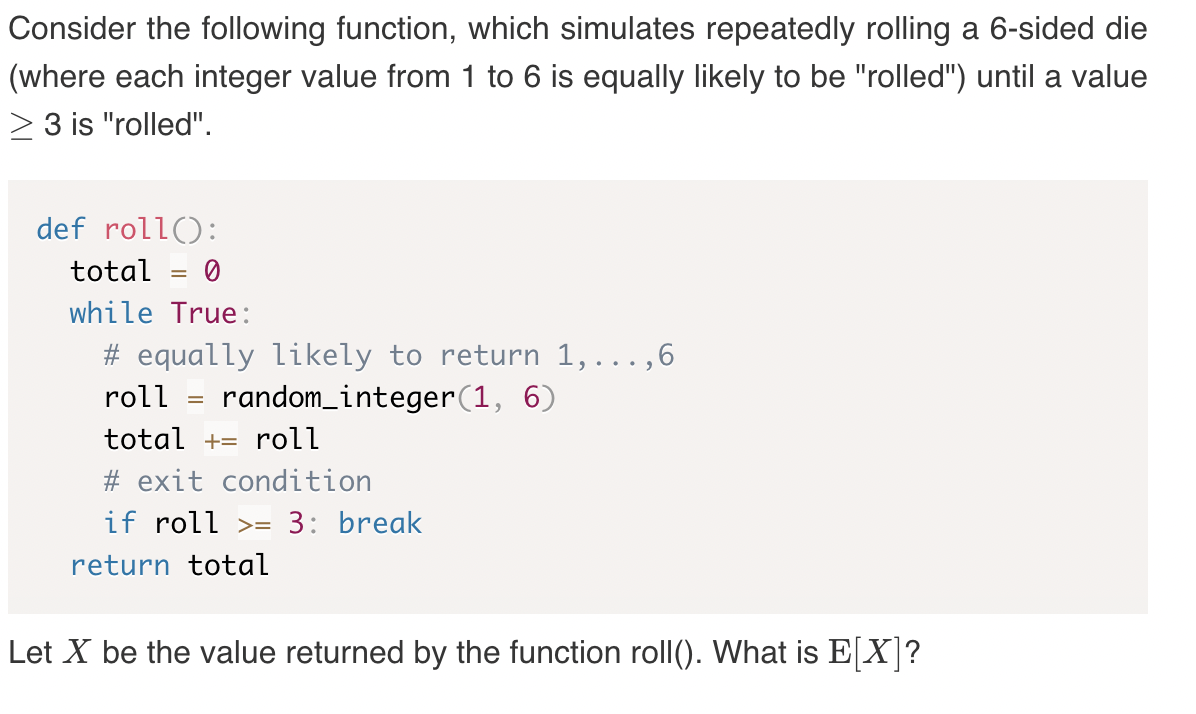 Consider the following function, which simulates repeatedly rolling a 6-sided die
(where each integer value from 1 to 6 is equally likely to be "rolled") until a value
≥ 3 is "rolled".
def roll():
  total = 0
  while True:
    # equally likely to return 1,...,6
    roll = random_integer(1, 6)
    total += roll
    # exit condition
    if roll >= 3: break
  return total
Let X be the value returned by the function roll(). What is E[X]?